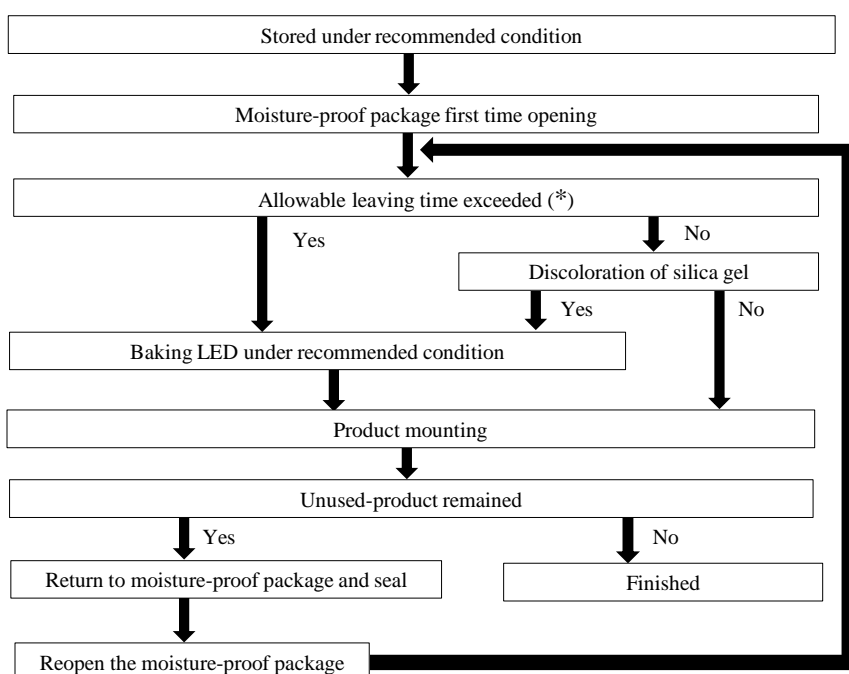 Stored under recommended condition
Moisture-proof package first time opening
Allowable leaving time exceeded (*)
Yes
No
Discoloration of silica gel
Yes
No
Baking LED under recommended condition
Product mounting
Unused-product remained
Yes
No
Return to moisture-proof package and seal
Finished
Reopen the moisture-proof package